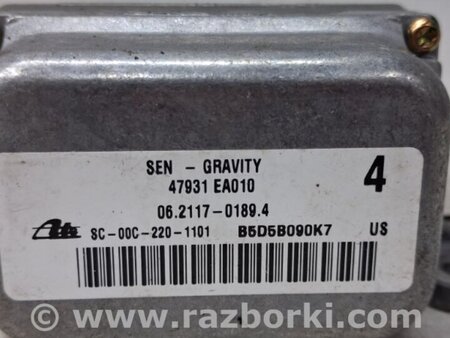 SEN - GRAVITY
47931 EA010
4
06.2117-0189.4
Ate SC-00C-220-1101 B5D5B090K7 US
www.razborki.com